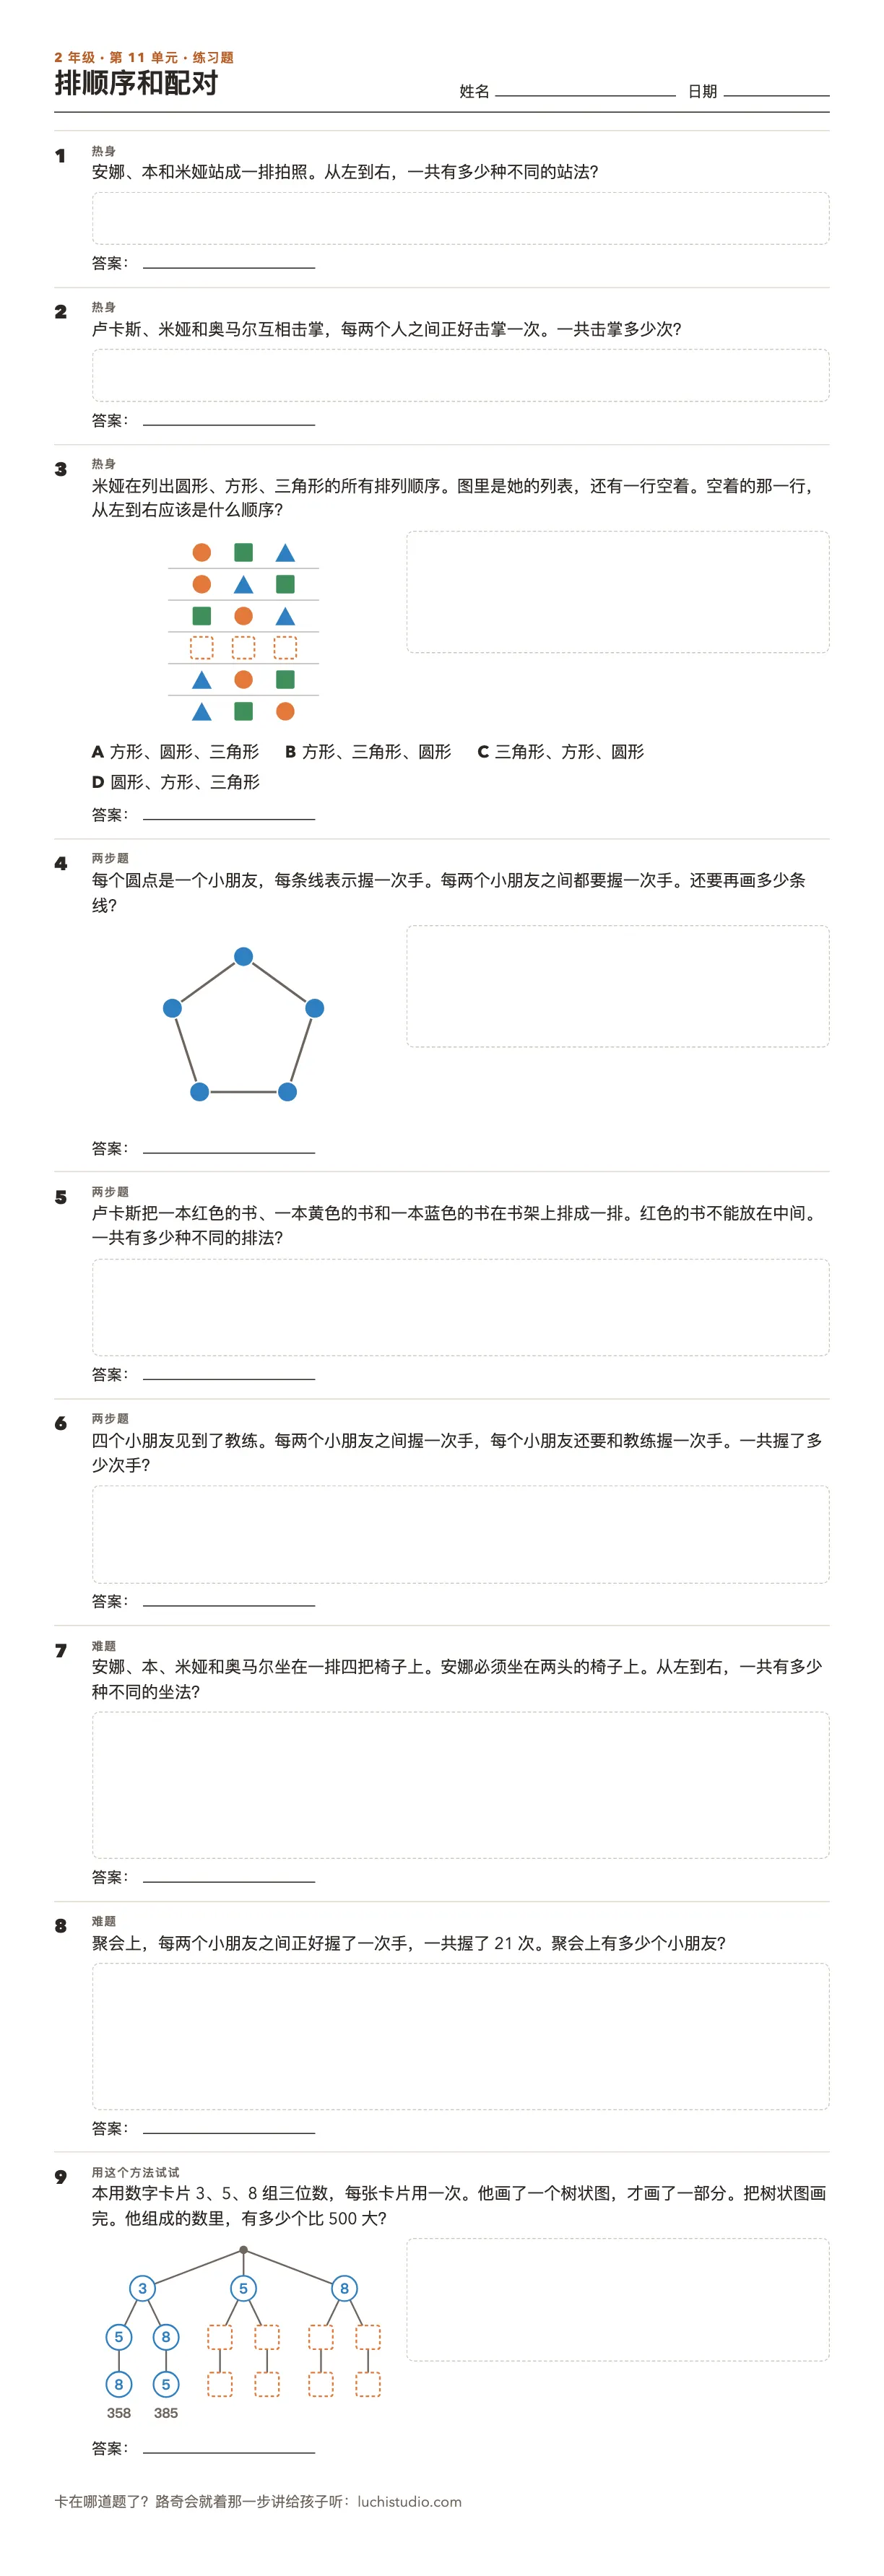 2 年级・第 11 单元・练习题
排顺序和配对
姓名
日期
1
热身
安娜、本和米娅站成一排拍照。从左到右，一共有多少种不同的站法？
答案：
2
热身
卢卡斯、米娅和奥马尔互相击掌，每两个人之间正好击掌一次。一共击掌多少次？
答案：
3
热身
米娅在列出圆形、方形、三角形的所有排列顺序。图里是她的列表，还有一行空着。空着的那一行，
从左到右应该是什么顺序？
A 方形、圆形、三角形 B 方形、三角形、圆形 C 三角形、方形、圆形
D 圆形、方形、三角形
答案：
4
两步题
每个圆点是一个小朋友，每条线表示握一次手。每两个小朋友之间都要握一次手。还要再画多少条
线？
答案：
5
两步题
卢卡斯把一本红色的书、一本黄色的书和一本蓝色的书在书架上排成一排。红色的书不能放在中间。
一共有多少种不同的排法？
答案：
6
两步题
四个小朋友见到了教练。每两个小朋友之间握一次手，每个小朋友还要和教练握一次手。一共握了多
少次手？
答案：
7
难题
安娜、本、米娅和奥马尔坐在一排四把椅子上。安娜必须坐在两头的椅子上。从左到右，一共有多少
种不同的坐法？
答案：
8
难题
聚会上，每两个小朋友之间正好握了一次手，一共握了 21 次。聚会上有多少个小朋友？
答案：
9
用这个方法试试
本用数字卡片 3、5、8 组三位数，每张卡片用一次。他画了一个树状图，才画了一部分。把树状图画
完。他组成的数里，有多少个比 500 大？
3 5 8
5 8
8 5
358 385
答案：
卡在哪道题了？路奇会就着那一步讲给孩子听：luchistudio.com